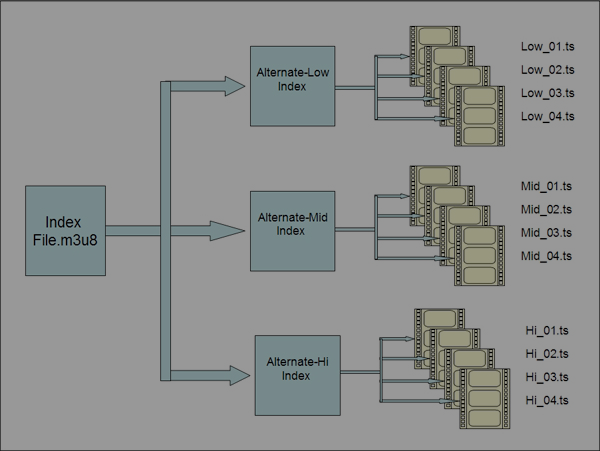 Index
File.m3u8
Alternate-Low
Index
Low_01.ts
Low_02.ts
Low_03.ts
Low_04.ts
Alternate-Mid
Index
Mid_01.ts
Mid_02.ts
Mid_03.ts
Mid_04.ts
Alternate-Hi
Index
Hi_01.ts
Hi_02.ts
Hi_03.ts
Hi_04.ts